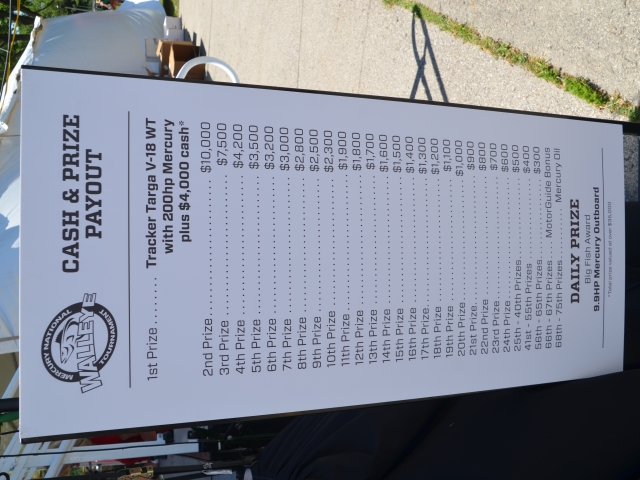 MERCURY NATIONAL
WALLEYE
TOURNAMENT
CASH & PRIZE
PAYOUT
1st Prize......... Tracker Targa V-18 WT
with 200hp Mercury
plus $4,000 cash*
2nd Prize.......... $10,000
3rd Prize.......... $7,500
4th Prize.......... $4,200
5th Prize.......... $3,500
6th Prize.......... $3,200
7th Prize.......... $3,000
8th Prize.......... $2,800
9th Prize.......... $2,500
10th Prize.......... $2,300
11th Prize.......... $1,900
12th Prize.......... $1,800
13th Prize.......... $1,700
14th Prize.......... $1,600
15th Prize.......... $1,500
16th Prize.......... $1,400
17th Prize.......... $1,300
18th Prize.......... $1,200
19th Prize.......... $1,100
20th Prize.......... $1,000
21st Prize.......... $900
22nd Prize.......... $800
23rd Prize.......... $700
24th Prize.......... $600
25th - 40th Prizes.......... $500
41st - 55th Prizes.......... $400
56th - 65th Prizes.......... $300
66th - 67th Prizes..... MotorGuide Bonus
68th - 75th Prizes.......... Mercury Oil
DAILY PRIZE
Big Fish Award
9.9HP Mercury Outboard
*Total prize valued at over